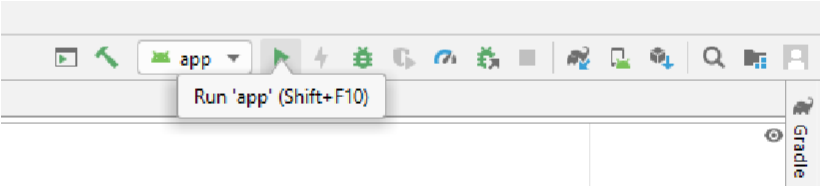 app
Run 'app' (Shift+F10)
Gradle